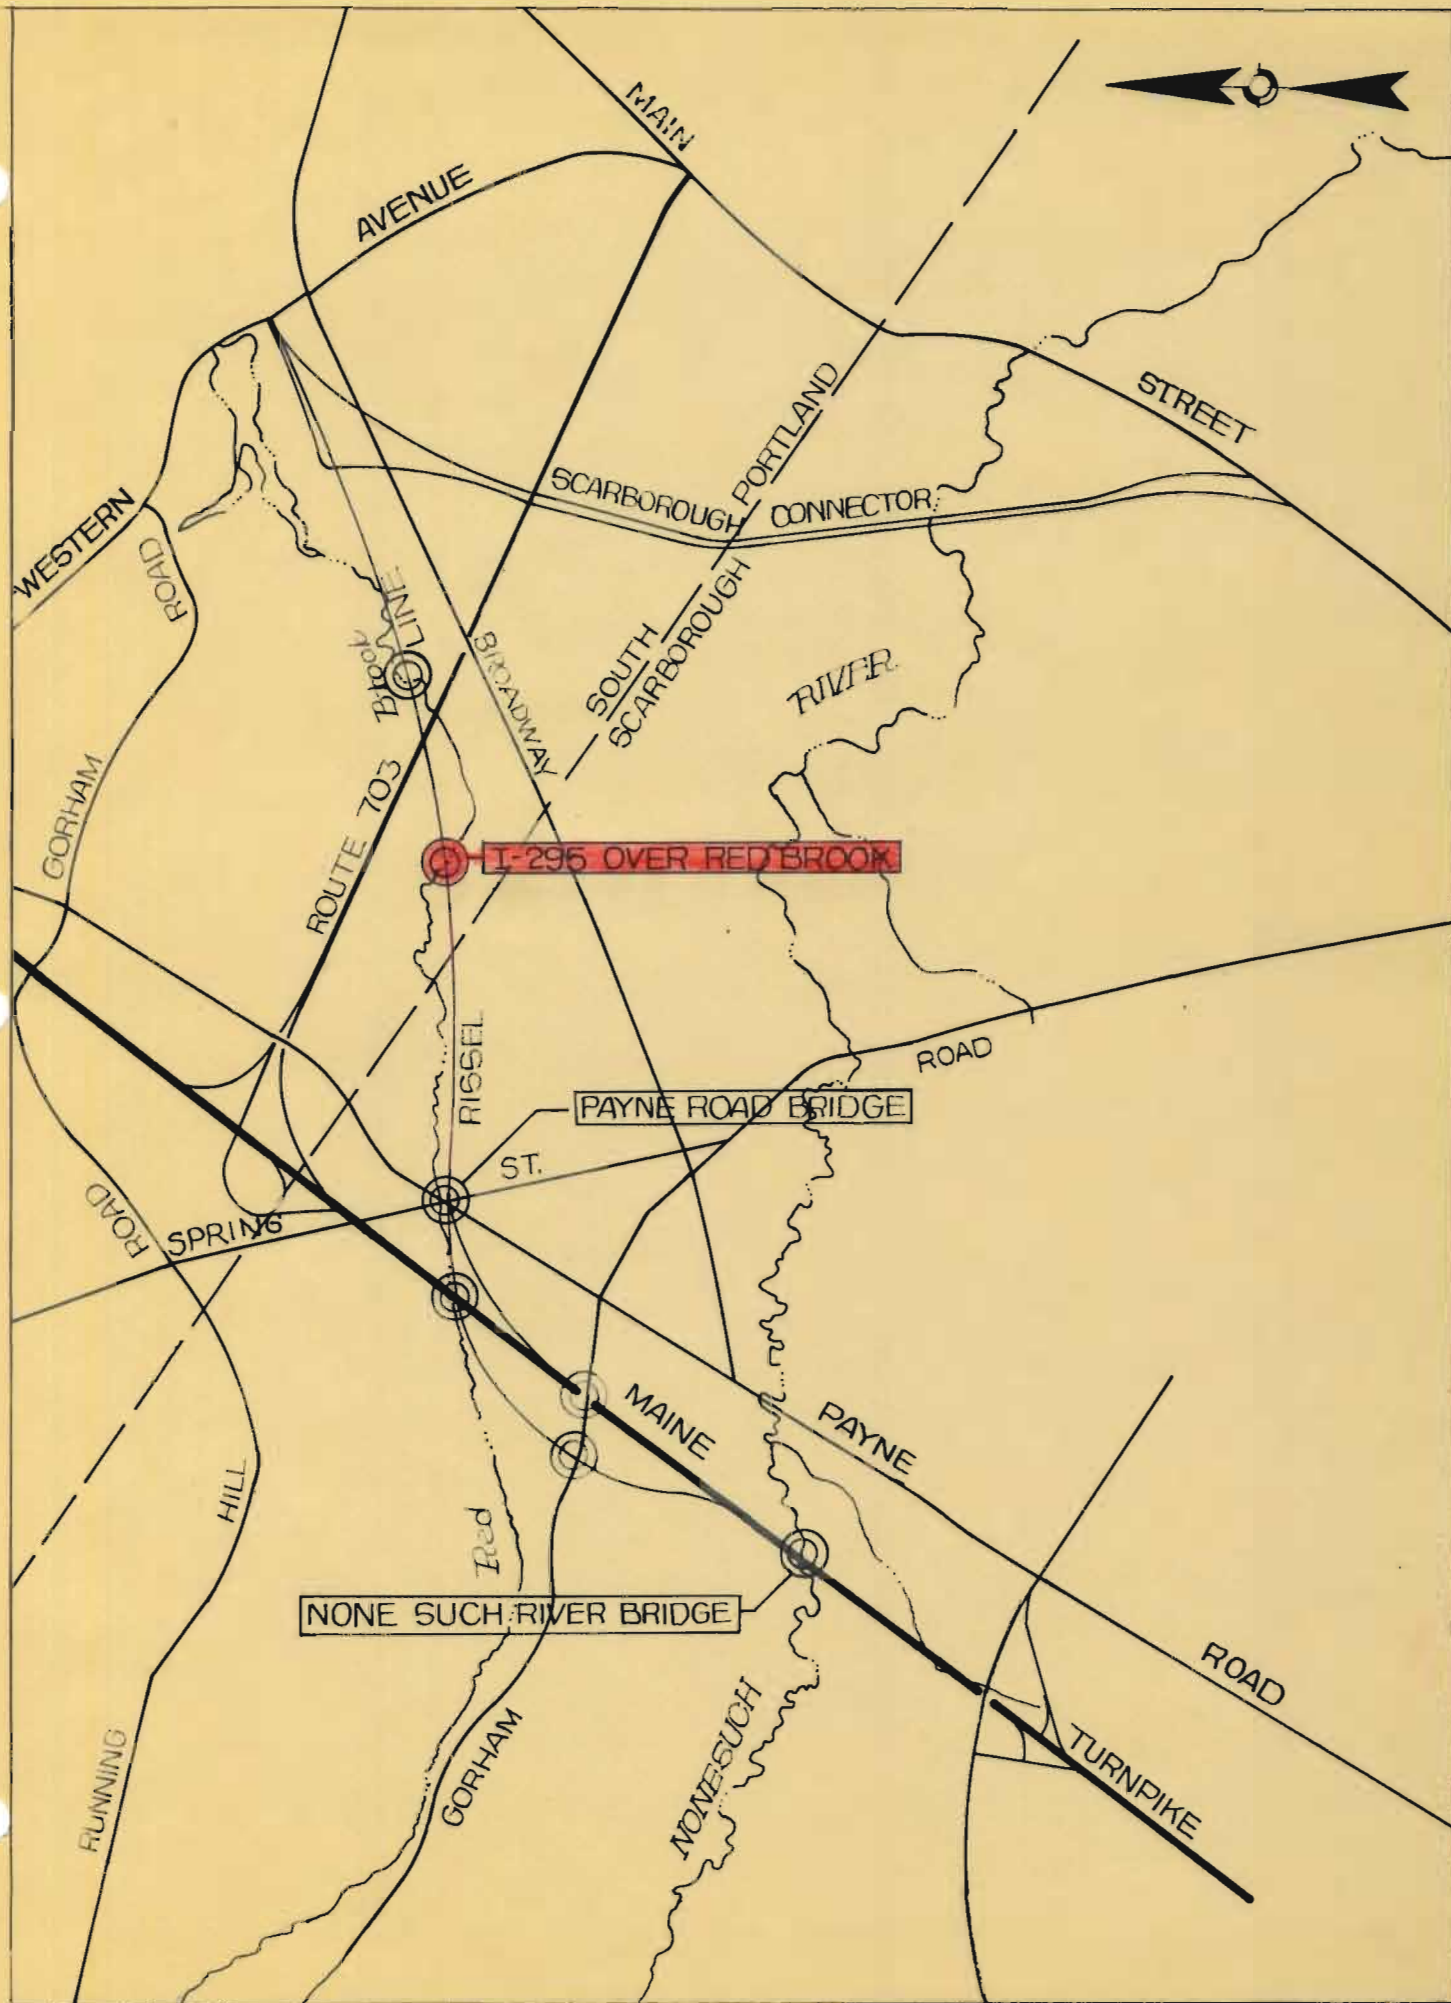 MAIN
AVENUE
STREET
PORTLAND
SCARBOROUGH CONNECTOR
WESTERN
ROAD
LINE
Brook
BROADWAY
SOUTH
SCARBOROUGH
RIVER
GORHAM
ROUTE 703
I-295 OVER RED BROOK
RISSEL
ROAD
PAYNE ROAD BRIDGE
ST.
ROAD
SPRING
MAINE
PAYNE
HILL
Red
NONE SUCH RIVER BRIDGE
ROAD
NONESUCH
GORHAM
RUNNING
TURNPIKE